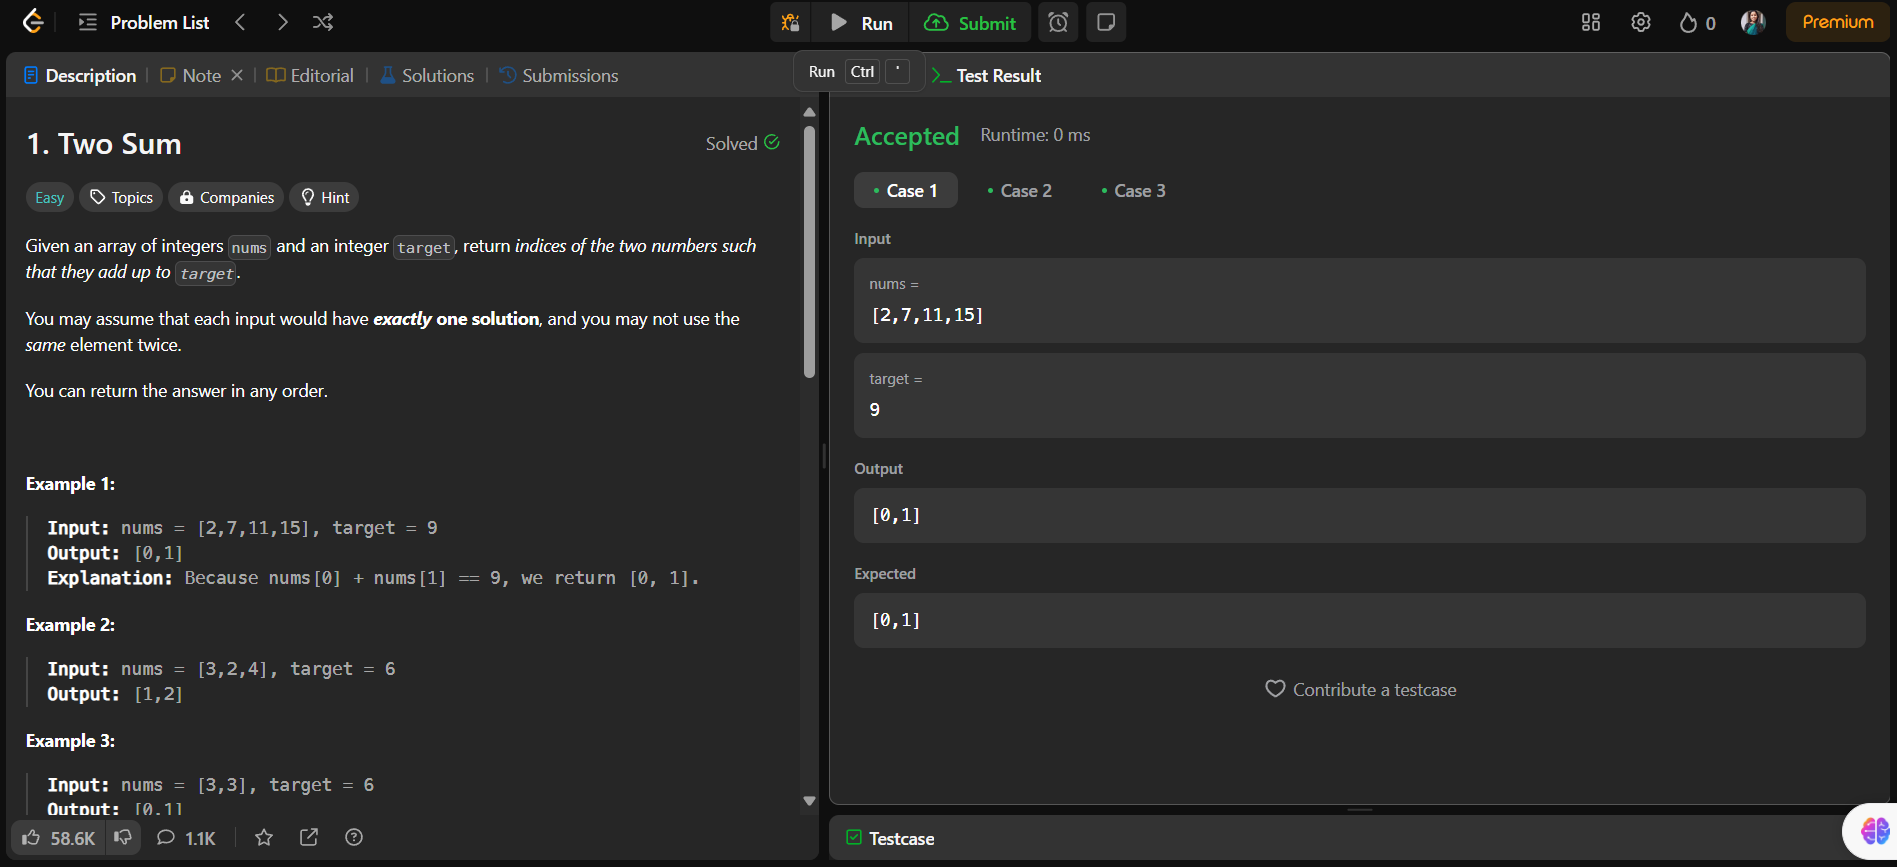 Problem List
Run
Submit
0
Premium
Description
Note
Editorial
Solutions
Submissions
Run Ctrl '
Test Result
1. Two Sum
Solved
Easy
Topics
Companies
Hint
Given an array of integers nums and an integer target, return indices of the two numbers such
that they add up to target.
You may assume that each input would have exactly one solution, and you may not use the
same element twice.
You can return the answer in any order.
Example 1:
Input: nums = [2,7,11,15], target = 9
Output: [0,1]
Explanation: Because nums[0] + nums[1] == 9, we return [0, 1].
Example 2:
Input: nums = [3,2,4], target = 6
Output: [1,2]
Example 3:
Input: nums = [3,3], target = 6
Output: [0,1]
58.6K
1.1K
Accepted
Runtime: 0 ms
Case 1
Case 2
Case 3
Input
nums =
[2,7,11,15]
target =
9
Output
[0,1]
Expected
[0,1]
Contribute a testcase
Testcase